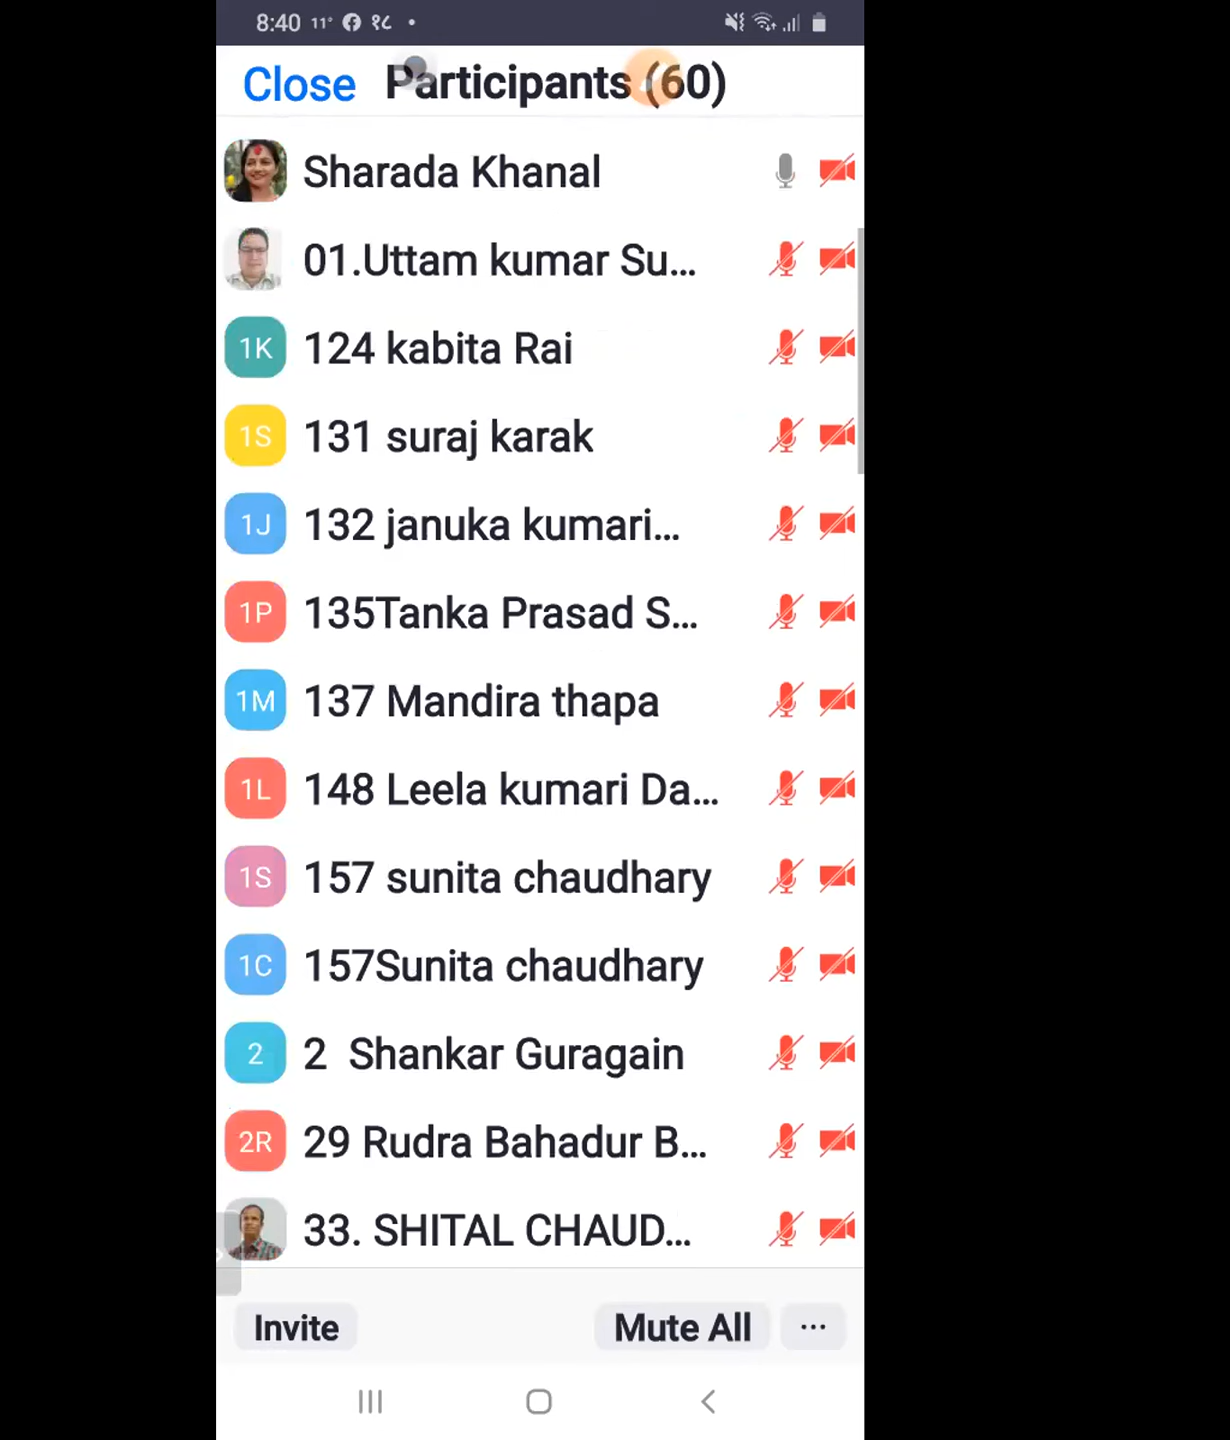 8:40 11° १८ •
Close Participants (60)
Sharada Khanal
01.Uttam kumar Su...
1K 124 kabita Rai
1S 131 suraj karak
1J 132 januka kumari...
1P 135Tanka Prasad S...
1M 137 Mandira thapa
1L 148 Leela kumari Da...
1S 157 sunita chaudhary
1C 157Sunita chaudhary
2 2 Shankar Guragain
2R 29 Rudra Bahadur B...
33. SHITAL CHAUD...
Invite Mute All ...